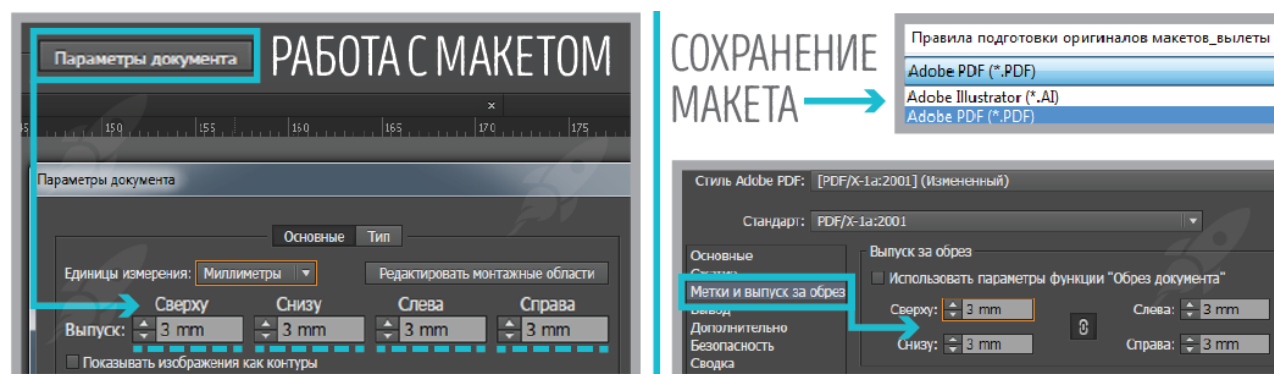 Параметры документа
РАБОТА С МАКЕТОМ
×
150 155 160 165 170 175
Параметры документа
Основные Тип
Единицы измерения: Миллиметры Редактировать монтажные области
Сверху Снизу Слева Справа
Выпуск: 3 mm 3 mm 3 mm 3 mm
Показывать изображения как контуры
СОХРАНЕНИЕ
МАКЕТА
Правила подготовки оригиналов макетов_вылеты
Adobe PDF (*.PDF)
Adobe Illustrator (*.AI)
Adobe PDF (*.PDF)
Стиль Adobe PDF: [PDF/X-1a:2001] (Измененный)
Стандарт: PDF/X-1a:2001
Основные
Метки и выпуск за обрез
Вывод
Дополнительно
Безопасность
Сводка
Выпуск за обрез
Использовать параметры функции "Обрез документа"
Сверху: 3 mm Слева: 3 mm
Снизу: 3 mm Справа: 3 mm